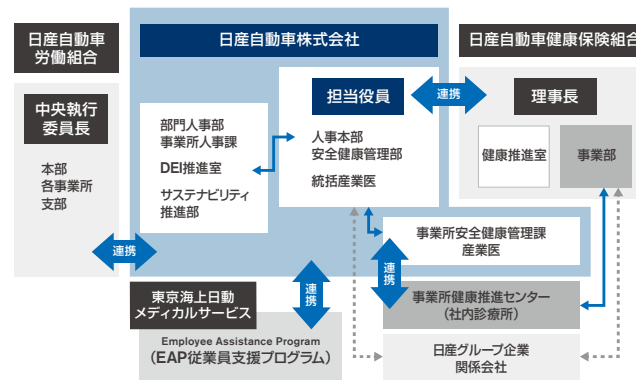 日産自動車
労働組合
中央執行
委員長
本部
各事業所
支部
連携
日産自動車株式会社
担当役員
人事本部
安全健康管理部
統括産業医
部門人事部
事業所人事課
DEI推進室
サステナビリティ
推進部
連携
日産自動車健康保険組合
理事長
健康推進室
事業部
事業所安全健康管理課
産業医
連携
連携
事業所健康推進センター
(社内診療所)
東京海上日動
メディカルサービス
Employee Assistance Program
(EAP従業員支援プログラム)
日産グループ企業
関係会社